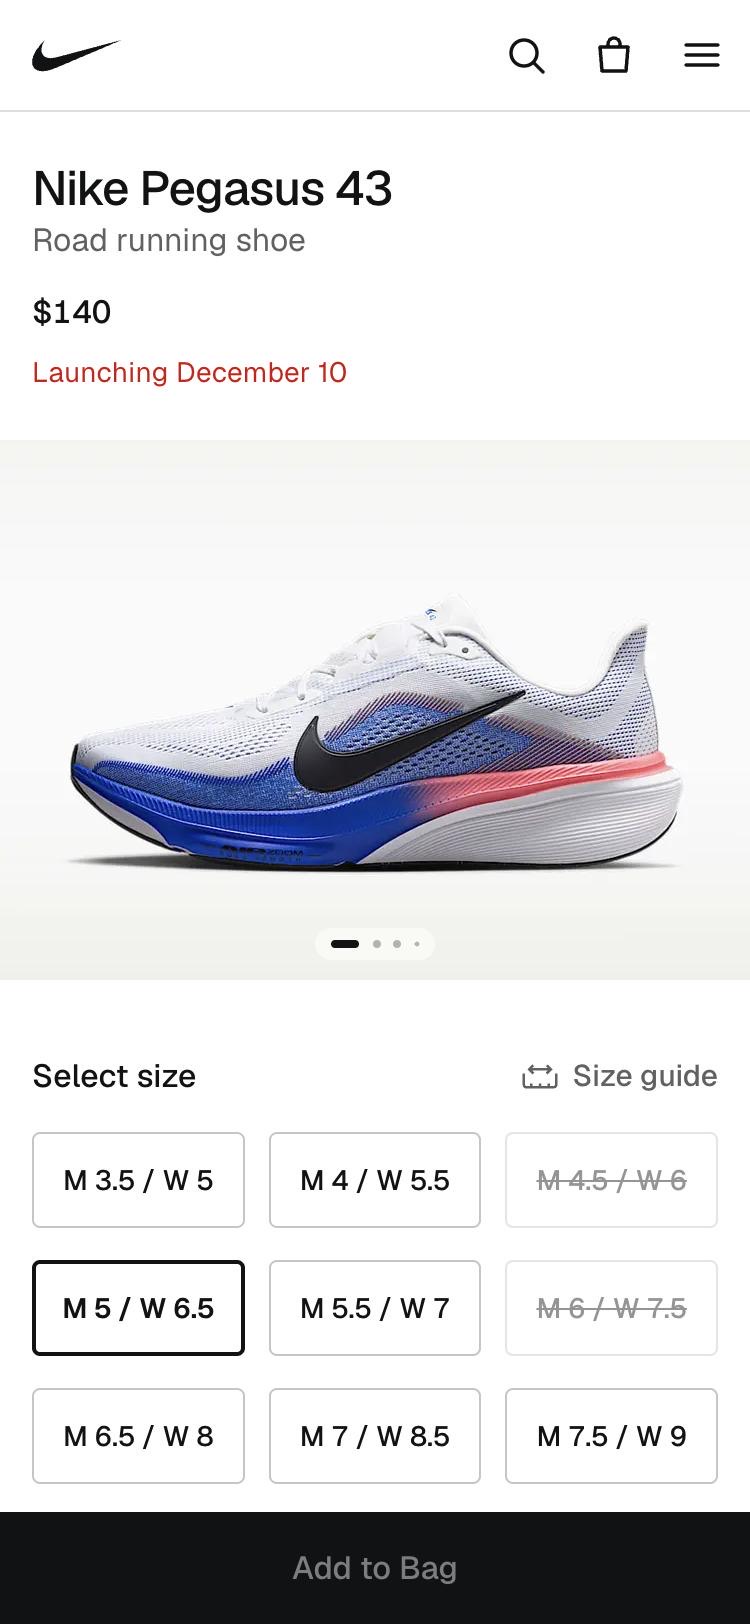 Nike Pegasus 43
Road running shoe
$140
Launching December 10
ZOOM
Select size
Size guide
M 3.5 / W 5
M 4 / W 5.5
M 4.5 / W 6
M 5 / W 6.5
M 5.5 / W 7
M 6 / W 7.5
M 6.5 / W 8
M 7 / W 8.5
M 7.5 / W 9
Add to Bag